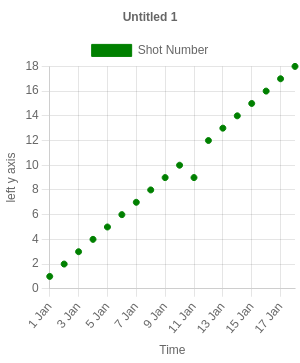 Untitled 1
Shot Number
18
16
14
12
10
8
6
4
2
0
left y axis
1 Jan
3 Jan
5 Jan
7 Jan
9 Jan
11 Jan
13 Jan
15 Jan
17 Jan
Time